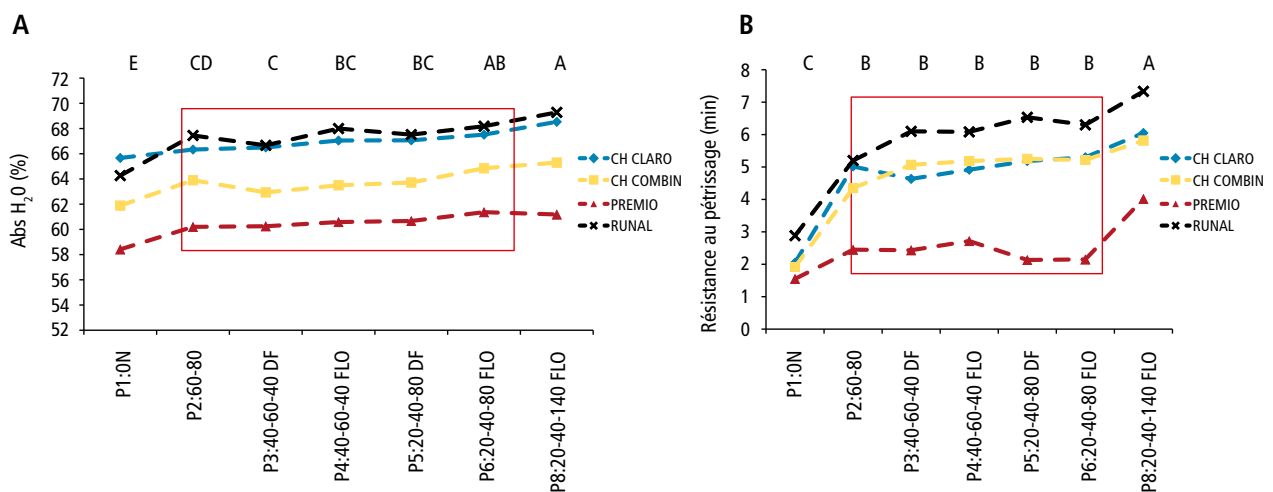 A
E CD C BC BC AB A
Abs H₂0 (%)
72
70
68
66
64
62
60
58
56
54
52
P1:0N
P2:60-80
P3:40-60-40 DF
P4:40-60-40 FLO
P5:20-40-80 DF
P6:20-40-80 FLO
P8:20-40-140 FLO
CH CLARO
CH COMBIN
PREMIO
RUNAL
B
C B B B B B A
Résistance au pétrissage (min)
8
7
6
5
4
3
2
1
0
P1:0N
P2:60-80
P3:40-60-40 DF
P4:40-60-40 FLO
P5:20-40-80 DF
P6:20-40-80 FLO
P8:20-40-140 FLO
CH CLARO
CH COMBIN
PREMIO
RUNAL